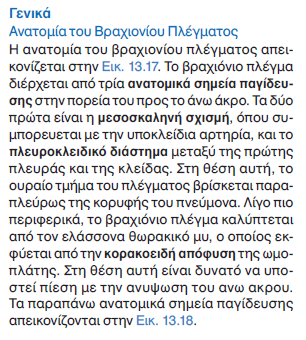 Γενικά
Ανατομία του Βραχιονίου Πλέγματος
Η ανατομία του βραχιονίου πλέγματος απει-
κονίζεται στην Εικ. 13.17. Το βραχιόνιο πλέγμα
διέρχεται από τρία ανατομικά σημεία παγίδευ-
σης στην πορεία του προς το άνω άκρο. Τα δύο
πρώτα είναι η μεσοσκαληνή σχισμή, όπου συ-
μπορευεται με την υποκλείδια αρτηρία, και το
πλευροκλειδικό διάστημα μεταξύ της πρώτης
πλευράς και της κλείδας. Στη θέση αυτή, το
ουραίο τμήμα του πλέγματος βρίσκεται παρα-
πλεύρως της κορυφής του πνεύμονα. Λίγο πιο
περιφερικά, το βραχιόνιο πλέγμα καλύπτεται
από τον ελάσσονα θωρακικό μυ, ο οποίος εκ-
φύεται από την κορακοειδή απόφυση της ωμο-
πλάτης. Στη θέση αυτή είναι δυνατό να υπο-
στεί πίεση με την ανυψωση του ανω ακρου.
Τα παραπάνω ανατομικά σημεία παγίδευσης
απεικονίζονται στην Εικ. 13.18.